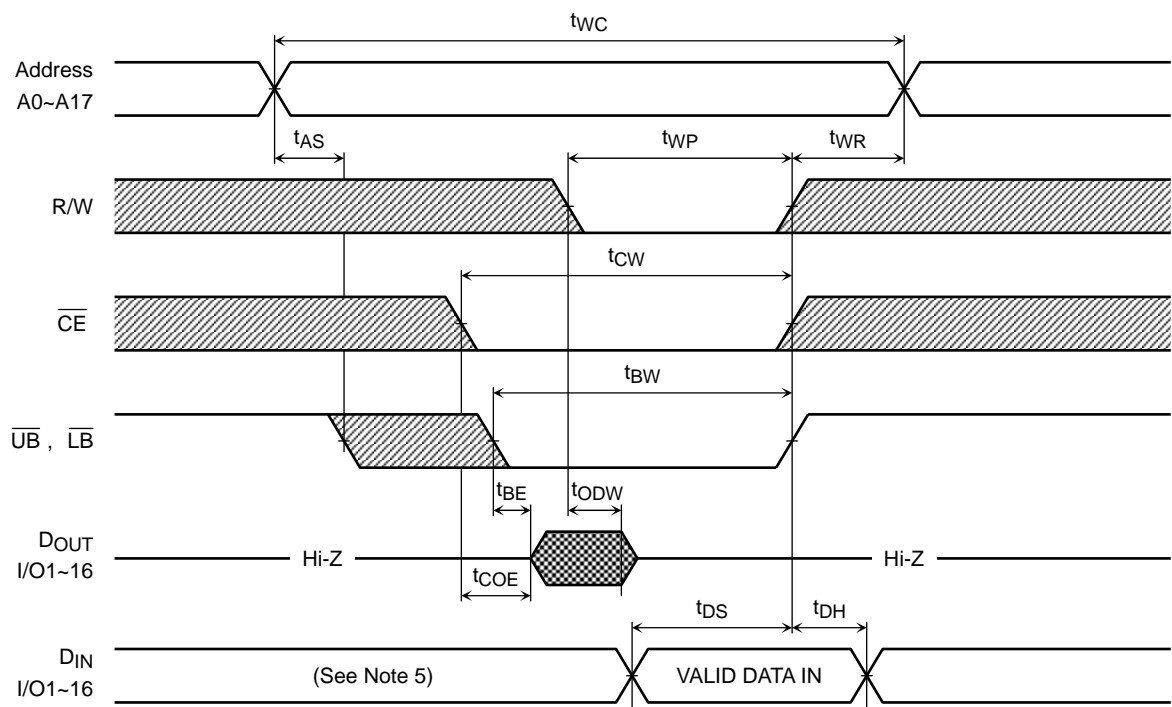 tWC
Address
A0~A17
tAS
tWP
tWR
R/W
tCW
CE
tBW
UB , LB
tBE
tODW
DOUT
I/O1~16
Hi-Z
Hi-Z
tCOE
tDS
tDH
DIN
I/O1~16
(See Note 5)
VALID DATA IN